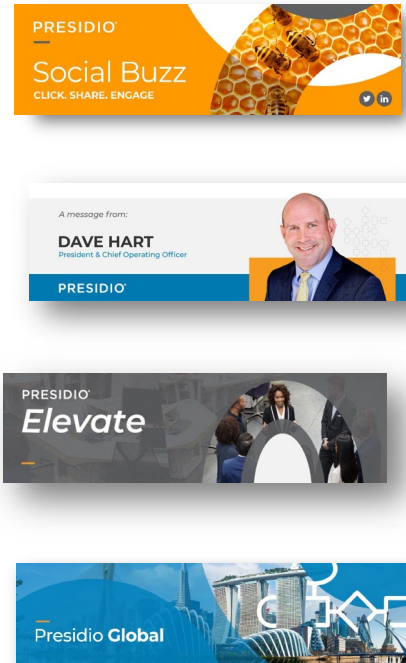 PRESIDIO
Social Buzz
CLICK. SHARE. ENGAGE
in
A message from:
DAVE HART
President & Chief Operating Officer
PRESIDIO
PRESIDIO
Elevate
Presidio Global